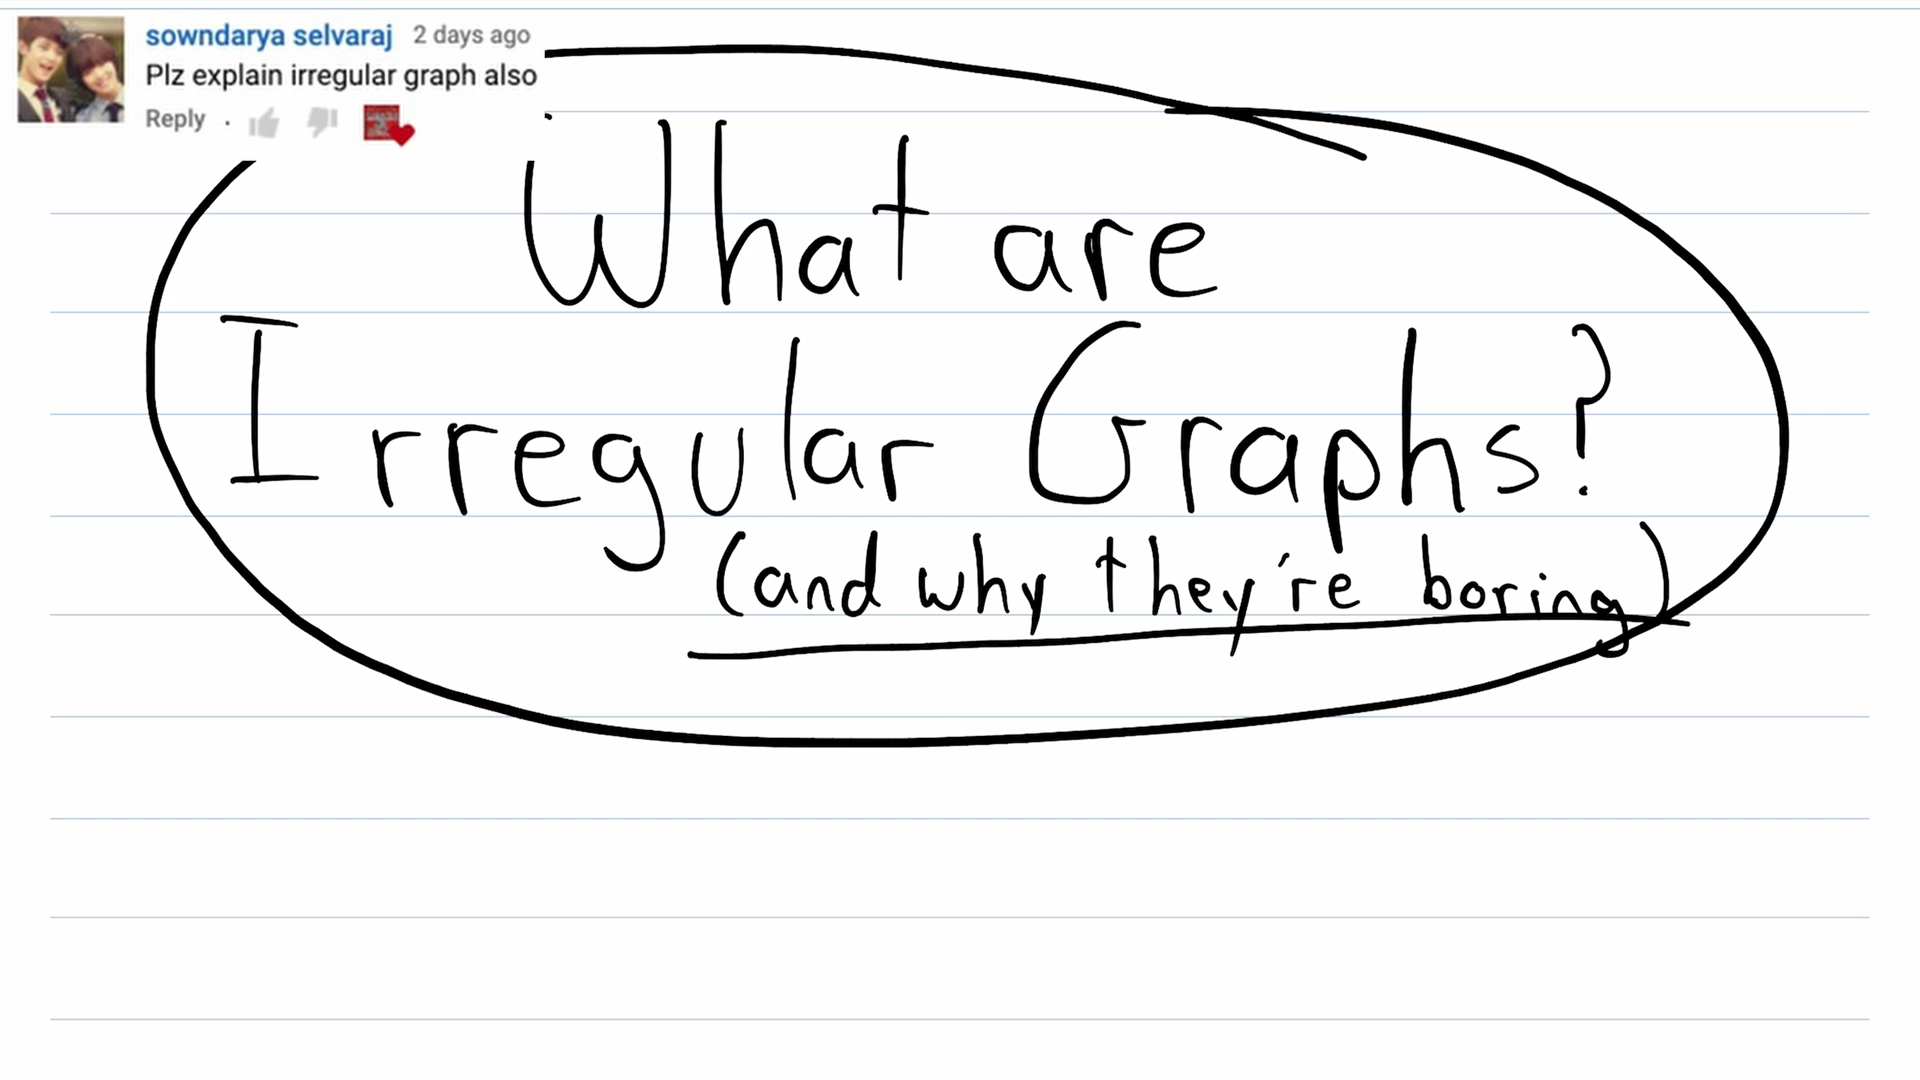 sowndarya selvaraj 2 days ago
Plz explain irregular graph also
Reply ·
What are
Irregular Graphs?
(and why they're boring)